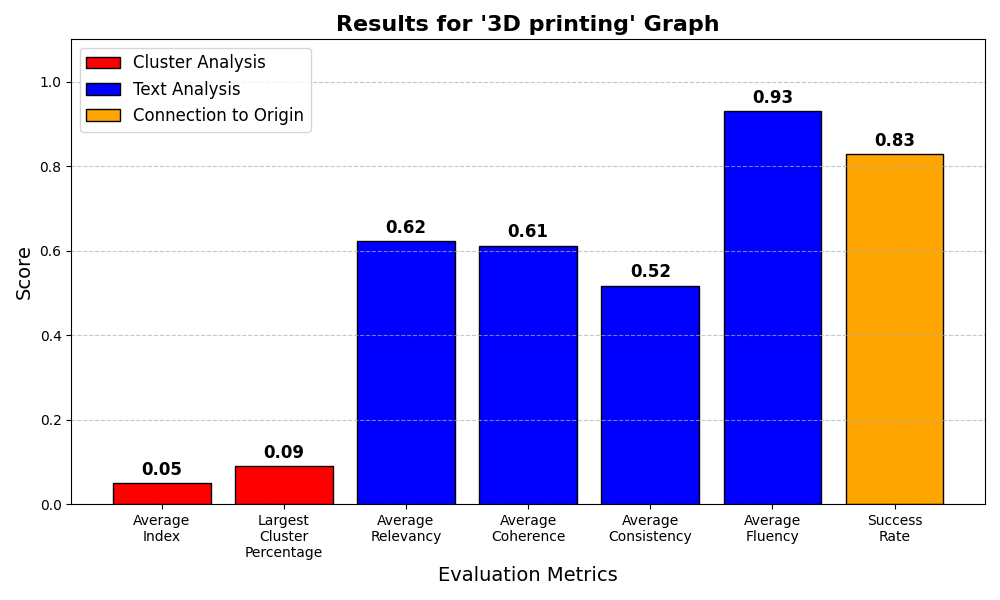 Results for '3D printing' Graph
Cluster Analysis
Text Analysis
Connection to Origin
Score
1.0
0.8
0.6
0.4
0.2
0.0
0.05
0.09
0.62
0.61
0.52
0.93
0.83
Average
Index
Largest
Cluster
Percentage
Average
Relevancy
Average
Coherence
Average
Consistency
Average
Fluency
Success
Rate
Evaluation Metrics